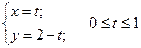 x = t;
y = 2 − t;
0 ≤ t ≤ 1